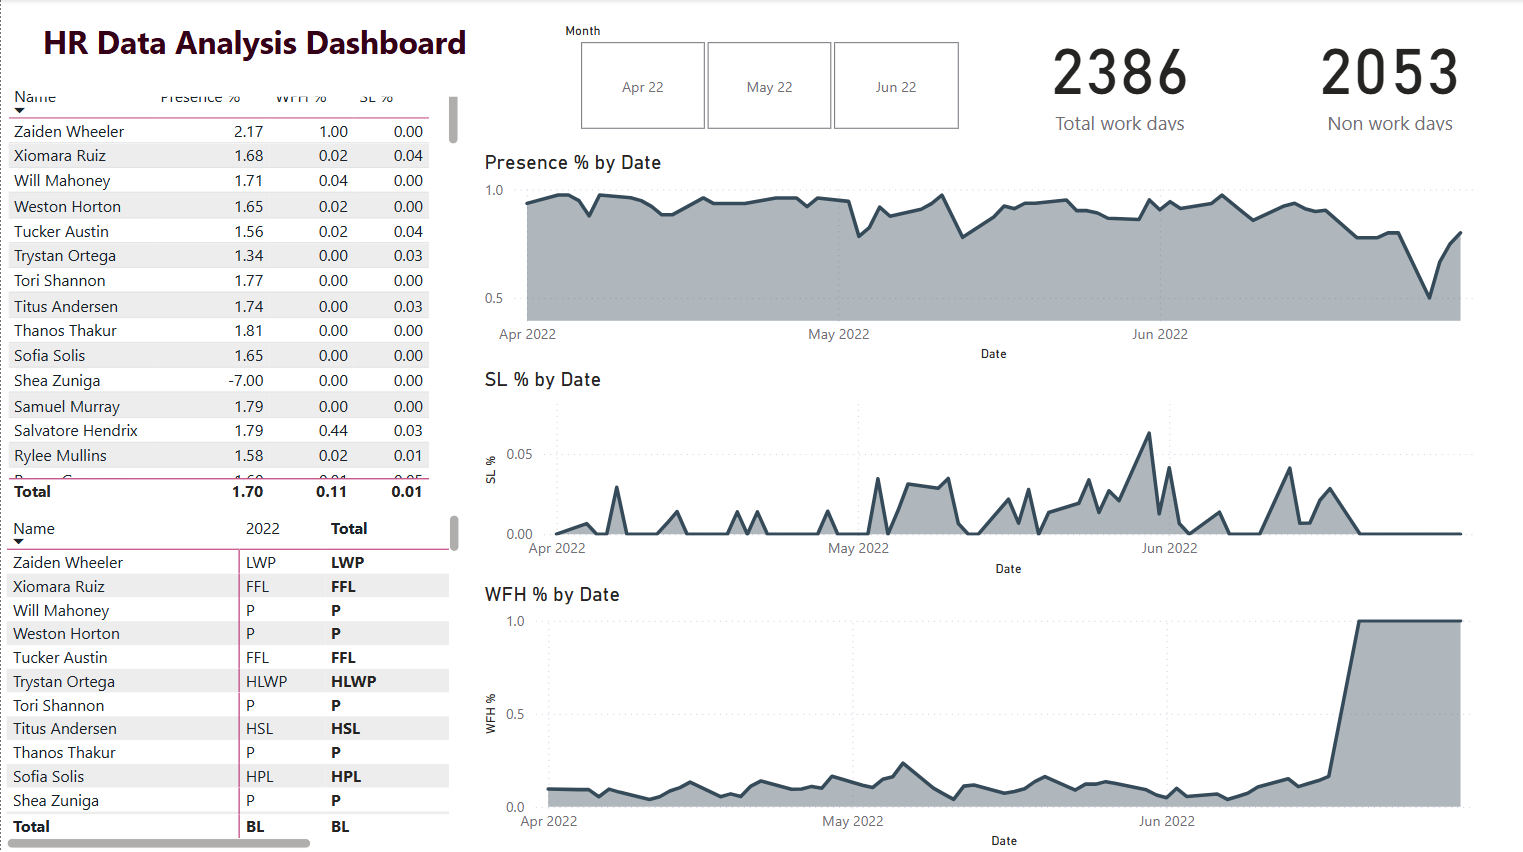 HR Data Analysis Dashboard
Month
Apr 22
May 22
Jun 22
2386
Total work days
2053
Non work days
Name Presence % WFH % SL %
Zaiden Wheeler 2.17 1.00 0.00
Xiomara Ruiz 1.68 0.02 0.04
Will Mahoney 1.71 0.04 0.00
Weston Horton 1.65 0.02 0.00
Tucker Austin 1.56 0.02 0.04
Trystan Ortega 1.34 0.00 0.03
Tori Shannon 1.77 0.00 0.00
Titus Andersen 1.74 0.00 0.03
Thanos Thakur 1.81 0.00 0.00
Sofia Solis 1.65 0.00 0.00
Shea Zuniga -7.00 0.00 0.00
Samuel Murray 1.79 0.00 0.00
Salvatore Hendrix 1.79 0.44 0.03
Rylee Mullins 1.58 0.02 0.01
Total 1.70 0.11 0.01
Name 2022 Total
Zaiden Wheeler LWP LWP
Xiomara Ruiz FFL FFL
Will Mahoney P P
Weston Horton P P
Tucker Austin FFL FFL
Trystan Ortega HLWP HLWP
Tori Shannon P P
Titus Andersen HSL HSL
Thanos Thakur P P
Sofia Solis HPL HPL
Shea Zuniga P P
Total BL BL
Presence % by Date
1.0
0.5
Apr 2022 May 2022 Jun 2022
Date
SL % by Date
SL %
0.05
0.00
Apr 2022 May 2022 Jun 2022
Date
WFH % by Date
WFH %
1.0
0.5
0.0
Apr 2022 May 2022 Jun 2022
Date